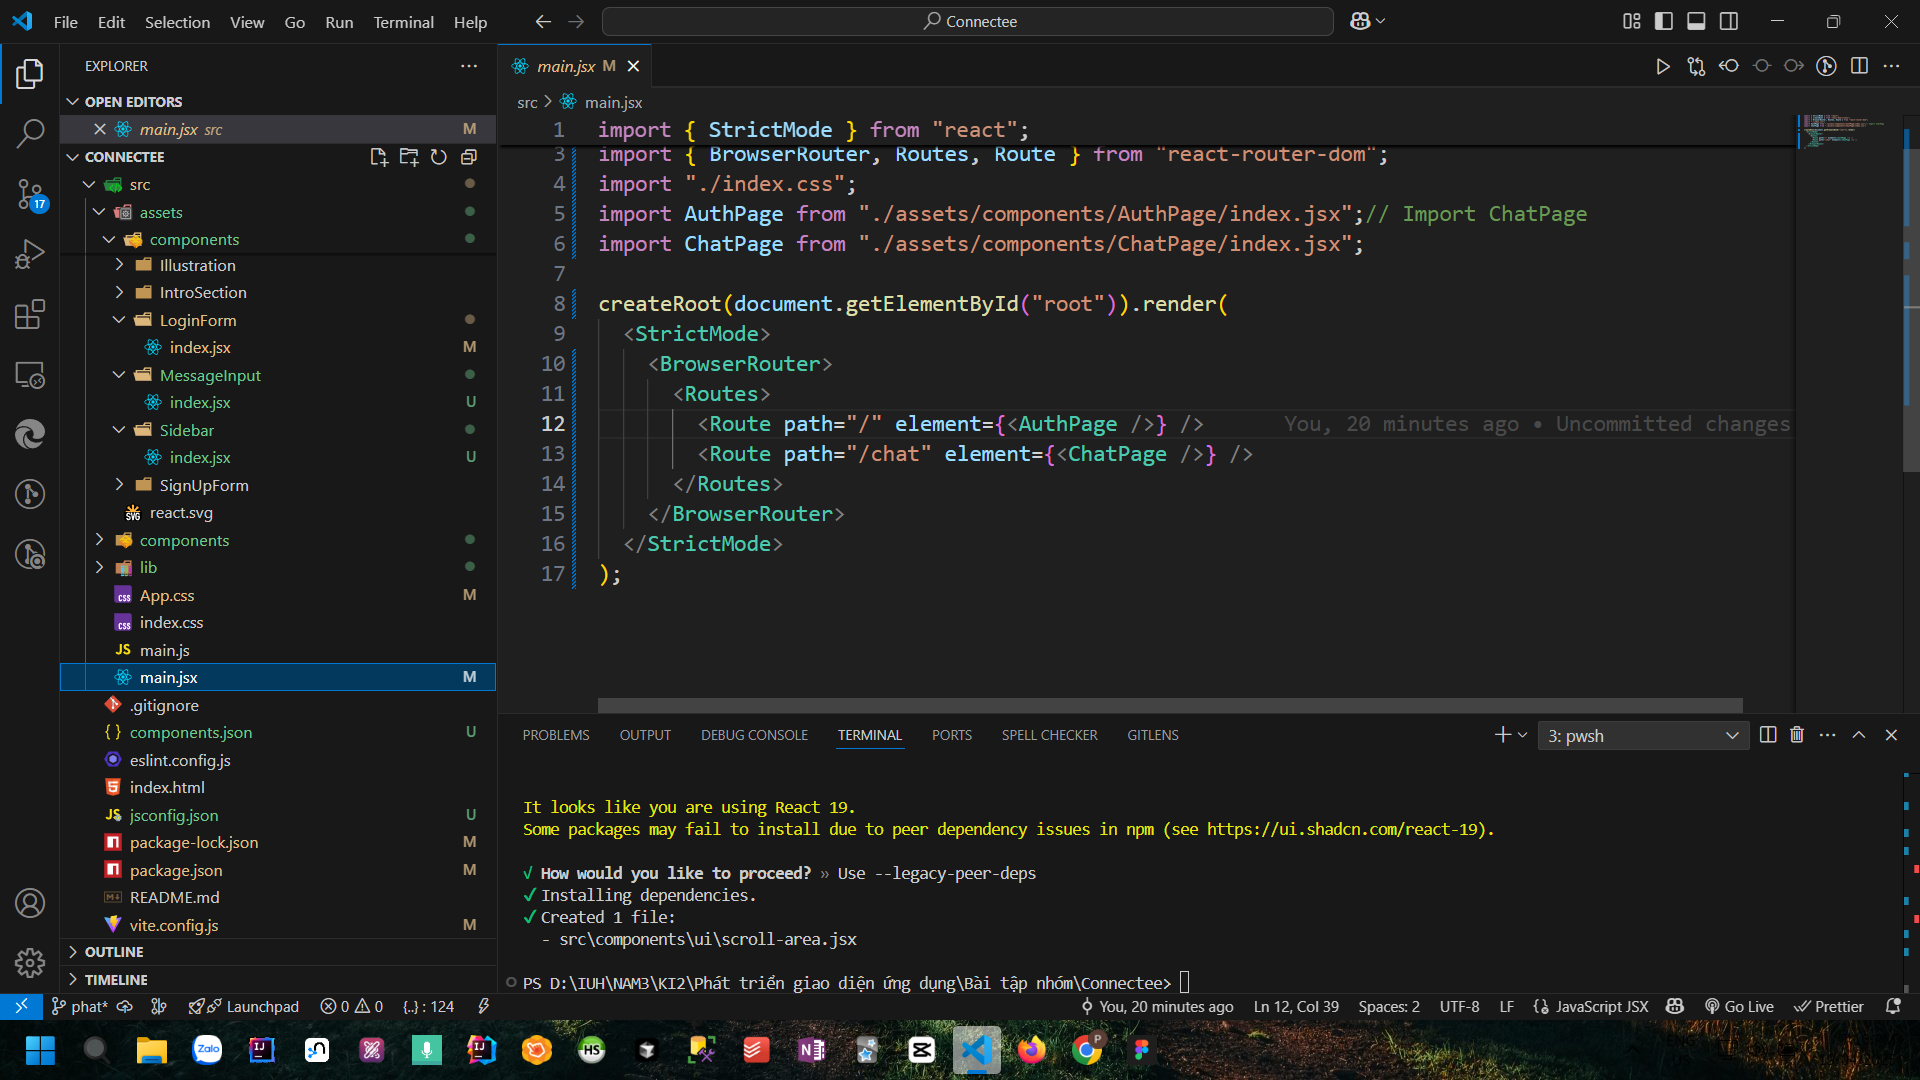 File Edit Selection View Go Run Terminal Help
Connectee
EXPLORER
OPEN EDITORS
main.jsx src M
CONNECTEE
src
assets
components
Illustration
IntroSection
LoginForm
index.jsx M
MessageInput
index.jsx U
Sidebar
index.jsx U
SignUpForm
SVG react.svg
components
lib
CSS App.css M
CSS index.css
JS main.js
main.jsx M
.gitignore
components.json U
eslint.config.js
index.html
JS jsconfig.json U
package-lock.json M
package.json M
README.md
vite.config.js M
OUTLINE
TIMELINE
17
main.jsx M
src > main.jsx
1 import { StrictMode } from "react";
3 import { BrowserRouter, Routes, Route } from "react-router-dom";
4 import "./index.css";
5 import AuthPage from "./assets/components/AuthPage/index.jsx";// Import ChatPage
6 import ChatPage from "./assets/components/ChatPage/index.jsx";
7
8 createRoot(document.getElementById("root")).render(
9 <StrictMode>
10 <BrowserRouter>
11 <Routes>
12 <Route path="/" element={<AuthPage />} /> You, 20 minutes ago • Uncommitted changes
13 <Route path="/chat" element={<ChatPage />} />
14 </Routes>
15 </BrowserRouter>
16 </StrictMode>
17 );
PROBLEMS OUTPUT DEBUG CONSOLE TERMINAL PORTS SPELL CHECKER GITLENS
3: pwsh
It looks like you are using React 19.
Some packages may fail to install due to peer dependency issues in npm (see https://ui.shadcn.com/react-19).
√ How would you like to proceed? » Use --legacy-peer-deps
✔ Installing dependencies.
✔ Created 1 file:
- src\components\ui\scroll-area.jsx
PS D:\IUH\NAM3\KI2\Phát triển giao diện ứng dụng\Bài tập nhóm\Connectee>
phat* Launchpad 0 0 {..} : 124 You, 20 minutes ago Ln 12, Col 39 Spaces: 2 UTF-8 LF JavaScript JSX Go Live Prettier
Zalo IJ HS N P